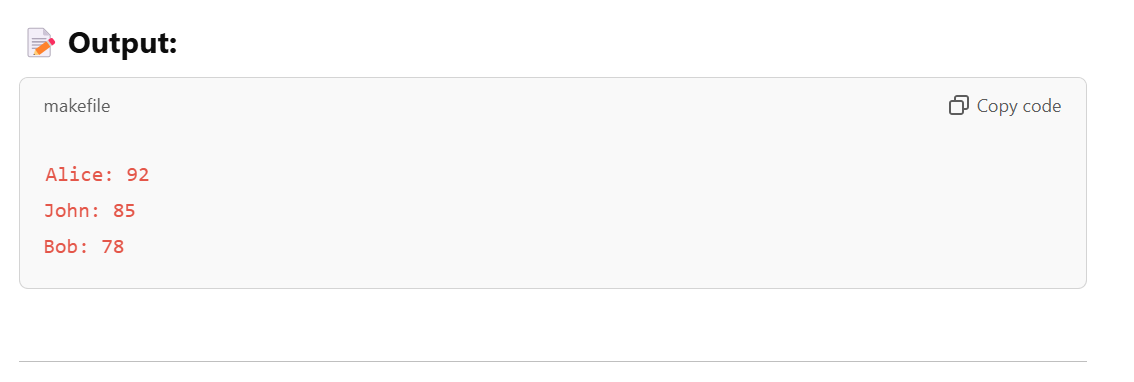 Output:
makefile
Copy code
Alice: 92
John: 85
Bob: 78